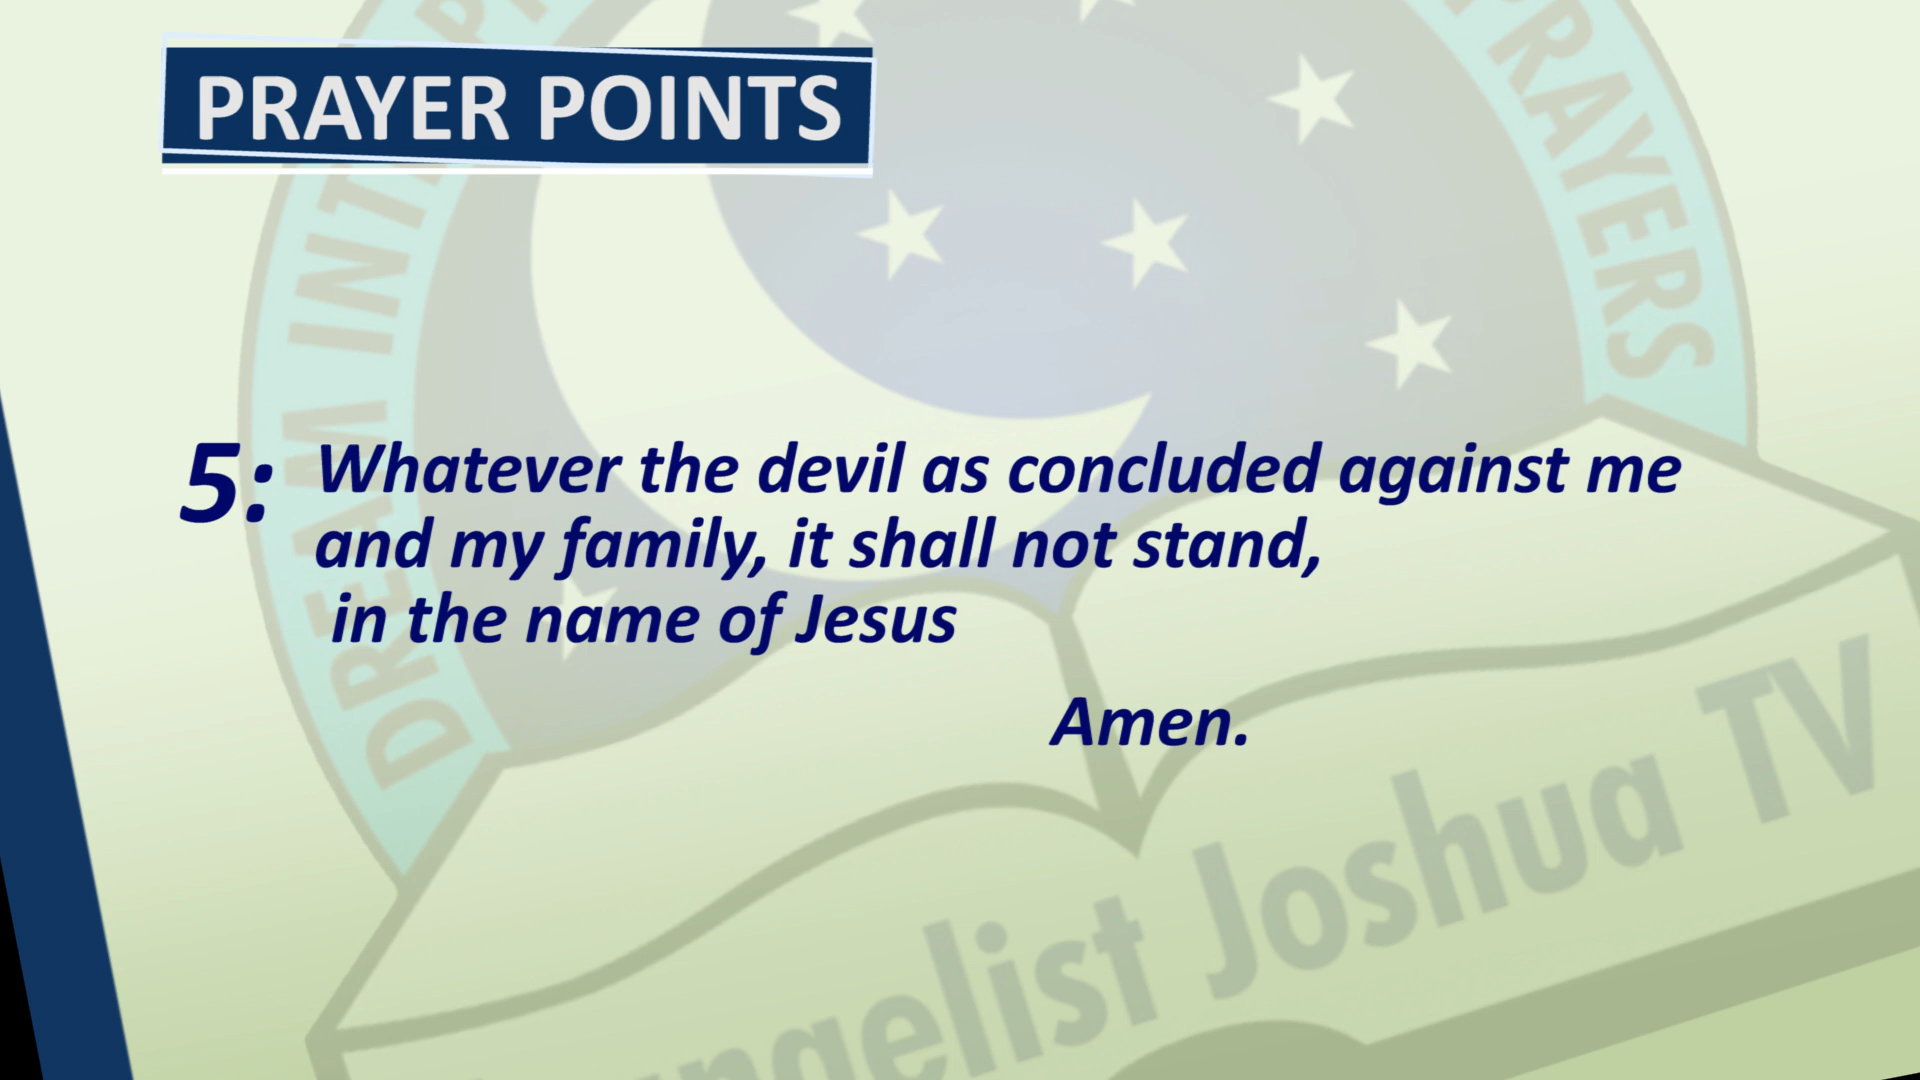 PRAYER POINTS
5: Whatever the devil as concluded against me
and my family, it shall not stand,
in the name of Jesus
Amen.
DREAM
PRAYERS
Joshua TV